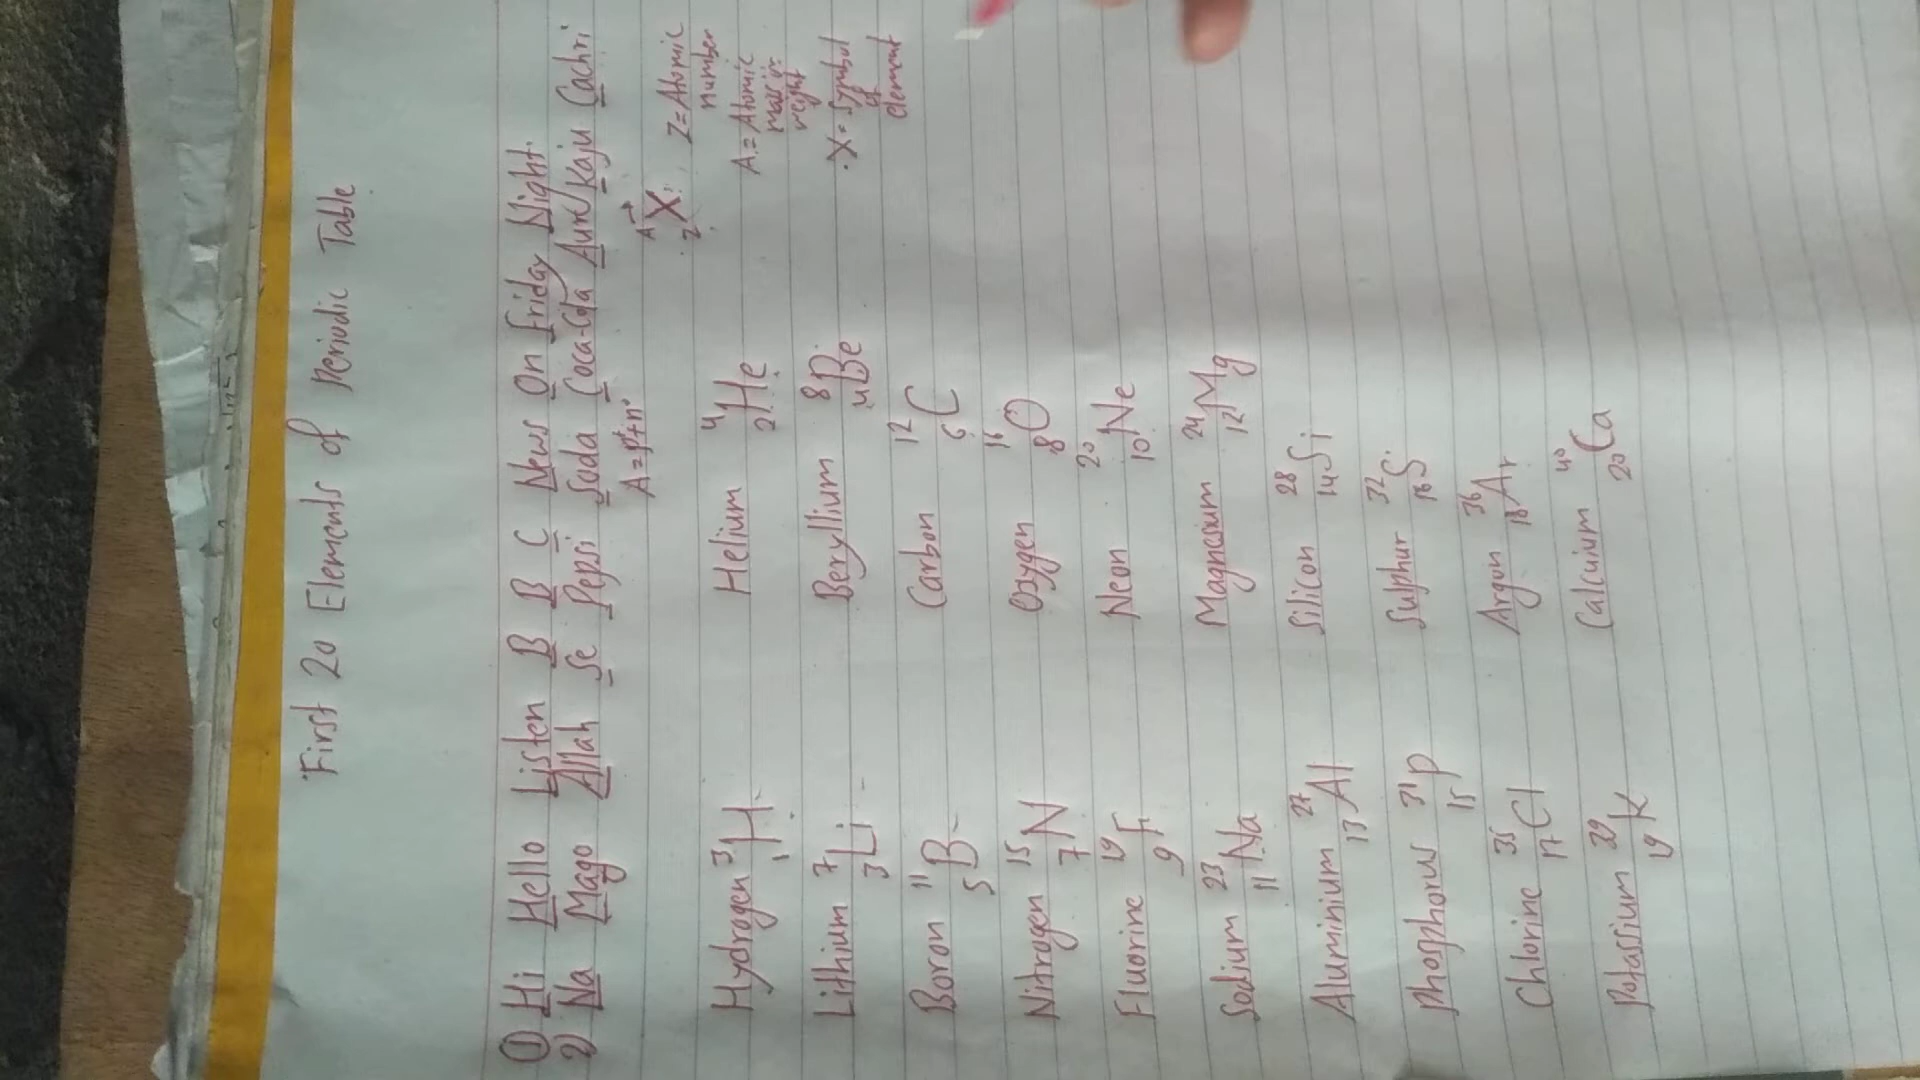 First 20 Elements of Periodic Table
① Hi Hello Listen B B C News On Friday Night.
2) Na Mago Allah Se Pepsi Soda Coca-Cola Aur Kaju Cachri
A=p+n°
A
Z X
Z=Atomic number
A=Atomic mass or weight
X=Symbol of element
Hydrogen ³₁H Helium ⁴₂He
Lithium ⁷₃Li Beryllium ⁸₄Be
Boron ¹¹₅B Carbon ¹²₆C
Nitrogen ¹⁵₇N Oxygen ¹⁶₈O
Fluorine ¹⁹₉F Neon ²⁰₁₀Ne
Sodium ²³₁₁Na Magnesium ²⁴₁₂Mg
Aluminium ²⁷₁₃Al Silicon ²⁸₁₄Si
Phosphorus ³¹₁₅P Sulphur ³²₁₆S
Chlorine ³⁵₁₇Cl Argon ³⁶₁₈Ar
Potassium ³⁹₁₉K Calcuium ⁴⁰₂₀Ca